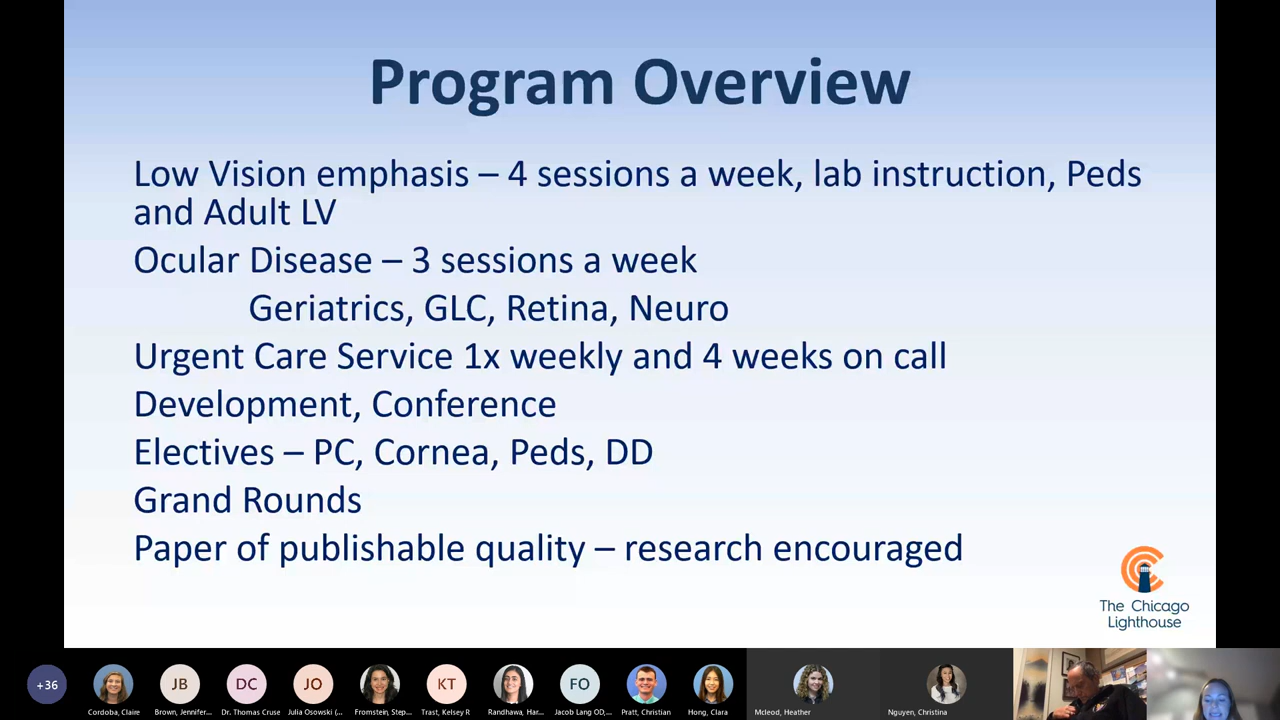 Program Overview
Low Vision emphasis – 4 sessions a week, lab instruction, Peds
and Adult LV
Ocular Disease – 3 sessions a week
Geriatrics, GLC, Retina, Neuro
Urgent Care Service 1x weekly and 4 weeks on call
Development, Conference
Electives – PC, Cornea, Peds, DD
Grand Rounds
Paper of publishable quality – research encouraged
The Chicago
Lighthouse
+36
JB
DC
JO
KT
FO
Cordoba, Claire
Brown, Jennifer...
Dr. Thomas Cruse
Julia Osowski (...
Fromstein, Step...
Trast, Kelsey R
Randhawa, Har...
Jacob Lang OD,...
Pratt, Christian
Hong, Clara
Mcleod, Heather
Nguyen, Christina